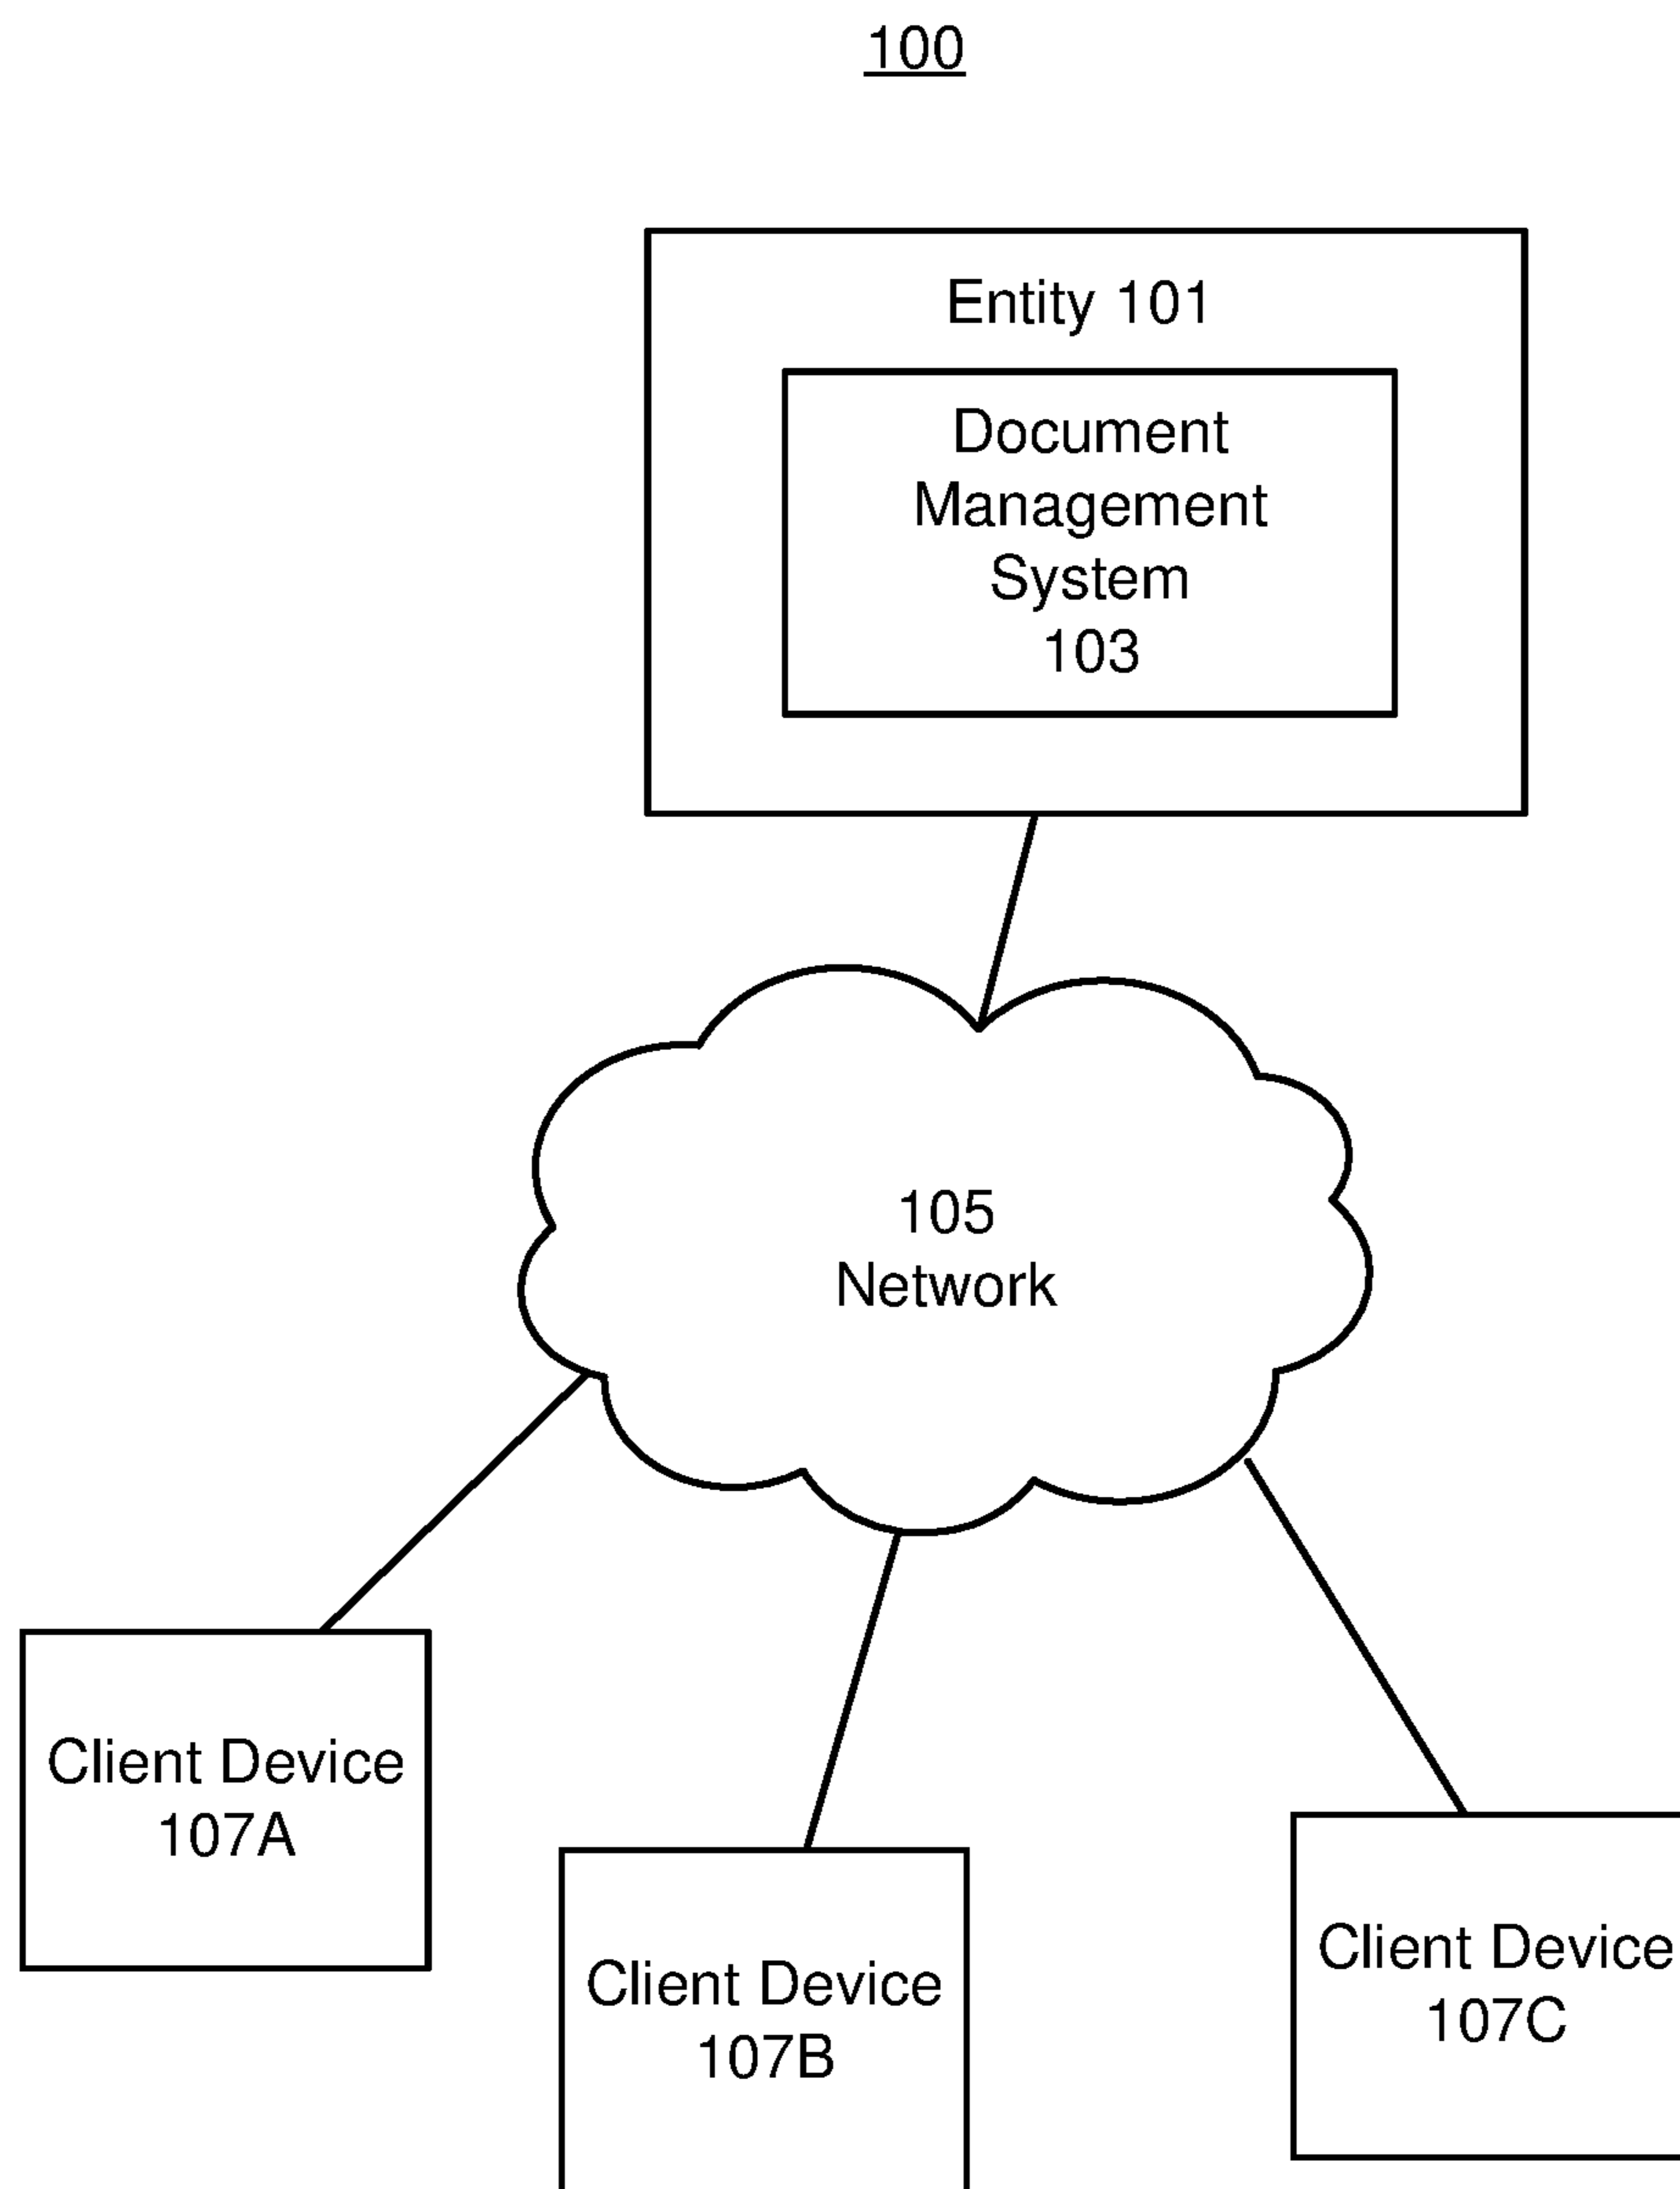 100
Entity 101
Document
Management
System
103
105
Network
Client Device
107A
Client Device
107B
Client Device
107C